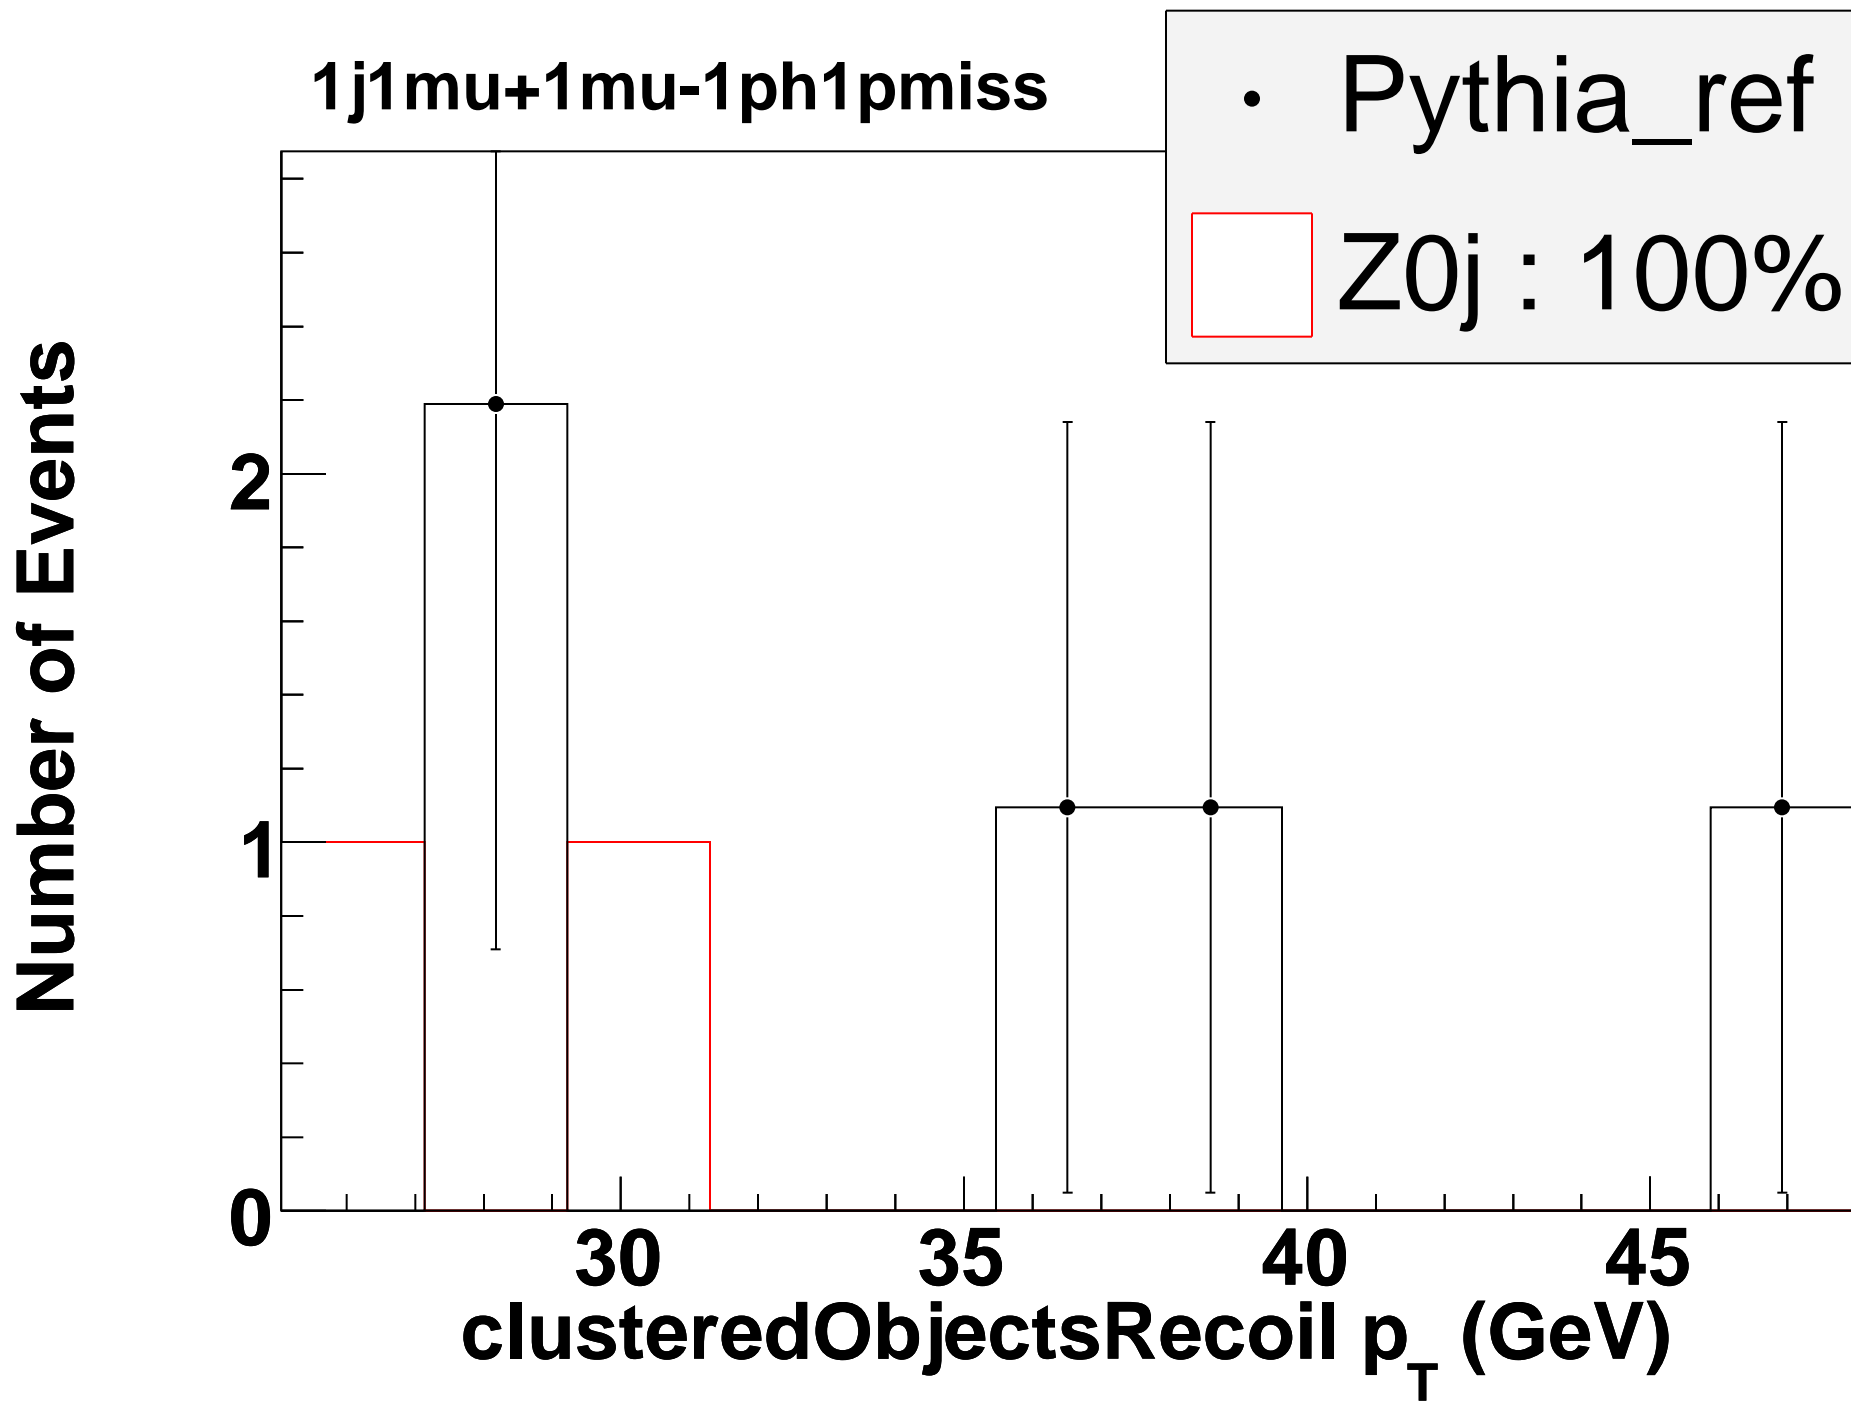 1j1mu+1mu-1ph1pmiss
Pythia_ref
Z0j : 100%
Number of Events
2
1
0
30 35 40 45
clusteredObjectsRecoil p_T (GeV)